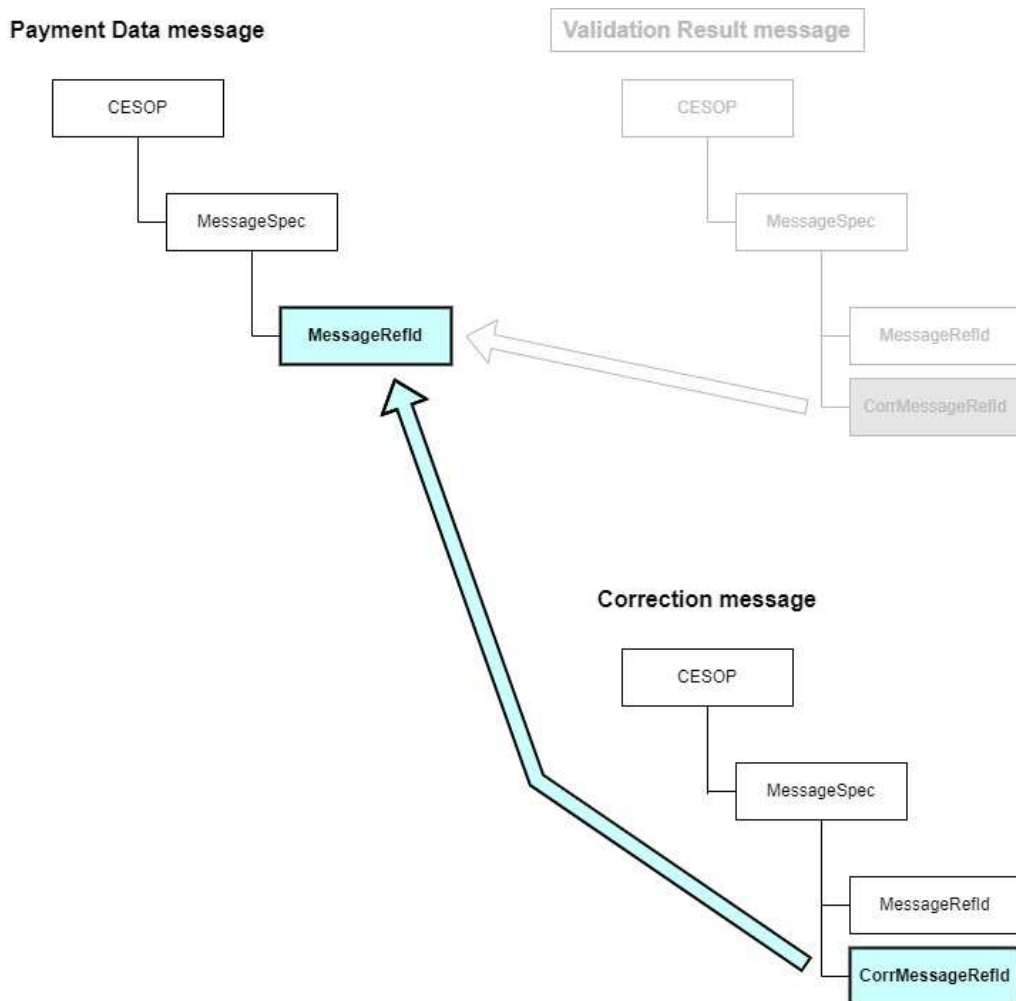 Payment Data message
Validation Result message
CESOP
CESOP
MessageSpec
MessageSpec
MessageRefId
MessageRefId
CorrMessageRefId
Correction message
CESOP
MessageSpec
MessageRefId
CorrMessageRefId